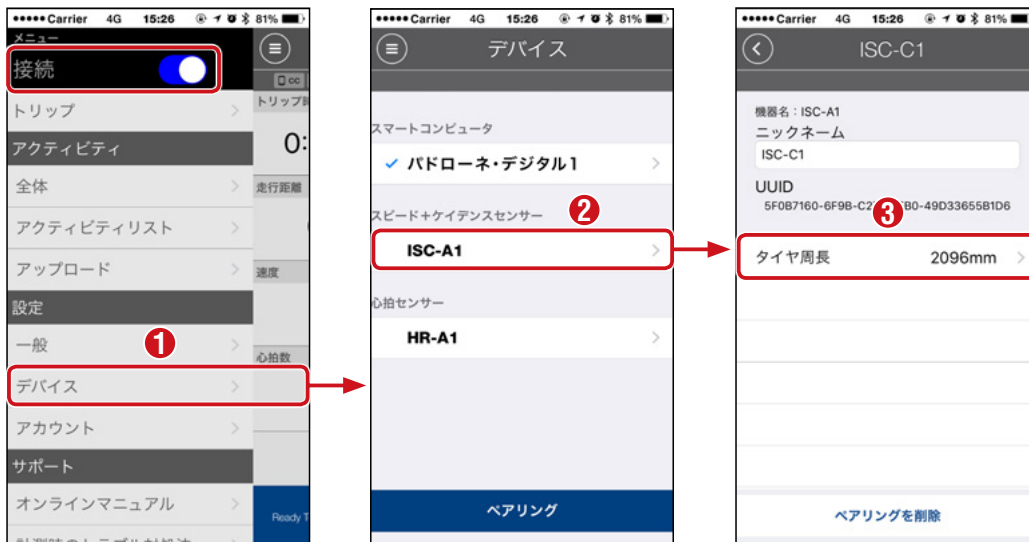 ●●●●● Carrier 4G 15:26 81%
メニュー
接続
トリップ
アクティビティ
全体
アクティビティリスト
アップロード
設定
一般
1
デバイス
アカウント
サポート
オンラインマニュアル
CC
トリップ
0:
走行距離
速度
心拍数
Ready T
●●●●● Carrier 4G 15:26 81%
デバイス
スマートコンピュータ
パドローネ・デジタル1
スピード+ケイデンスセンサー
2
ISC-A1
心拍センサー
HR-A1
ペアリング
●●●●● Carrier 4G 15:26 81%
ISC-C1
機器名:ISC-A1
ニックネーム
ISC-C1
UUID
5F0B7160-6F9B-C2 B0-49D33655B1D6
3
タイヤ周長 2096mm
ペアリングを削除